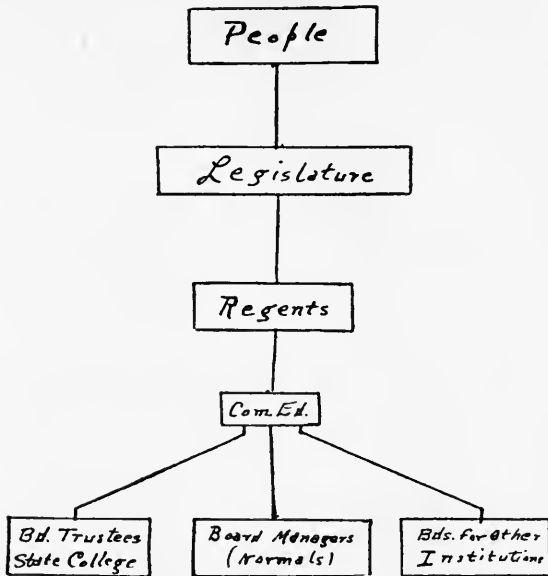 People
Legislature
Regents
Com. Ed.
Bd. Trustees
State College
Board Managers
(Normals)
Bds. for other
Institutions